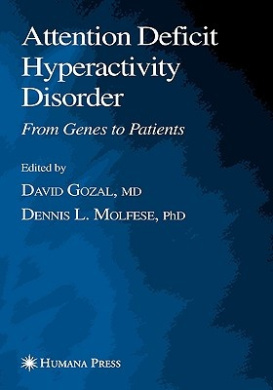 Attention Deficit
Hyperactivity
Disorder
From Genes to Patients
Edited by
DAVID GOZAL, MD
DENNIS L. MOLFESE, PHD
HUMANA PRESS